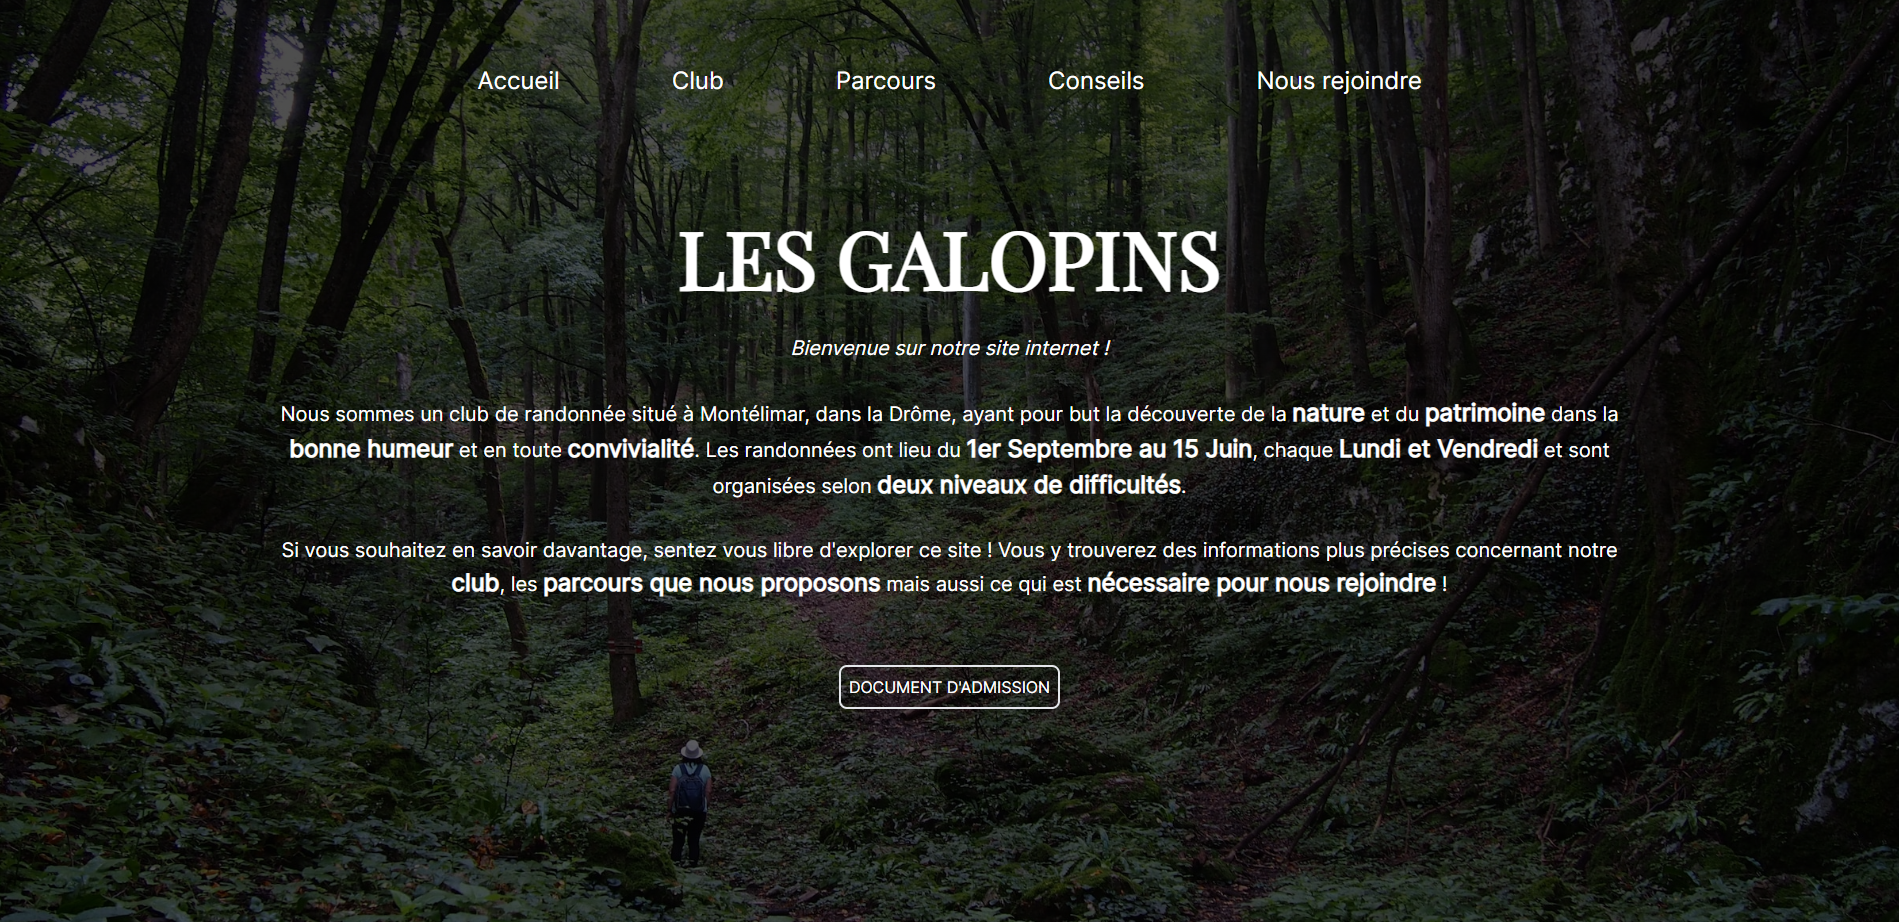 Accueil Club Parcours Conseils Nous rejoindre
LES GALOPINS
Bienvenue sur notre site internet !
Nous sommes un club de randonnée situé à Montélimar, dans la Drôme, ayant pour but la découverte de la nature et du patrimoine dans la
bonne humeur et en toute convivialité. Les randonnées ont lieu du 1er Septembre au 15 Juin, chaque Lundi et Vendredi et sont
organisées selon deux niveaux de difficultés.
Si vous souhaitez en savoir davantage, sentez vous libre d'explorer ce site ! Vous y trouverez des informations plus précises concernant notre
club, les parcours que nous proposons mais aussi ce qui est nécessaire pour nous rejoindre !
DOCUMENT D'ADMISSION